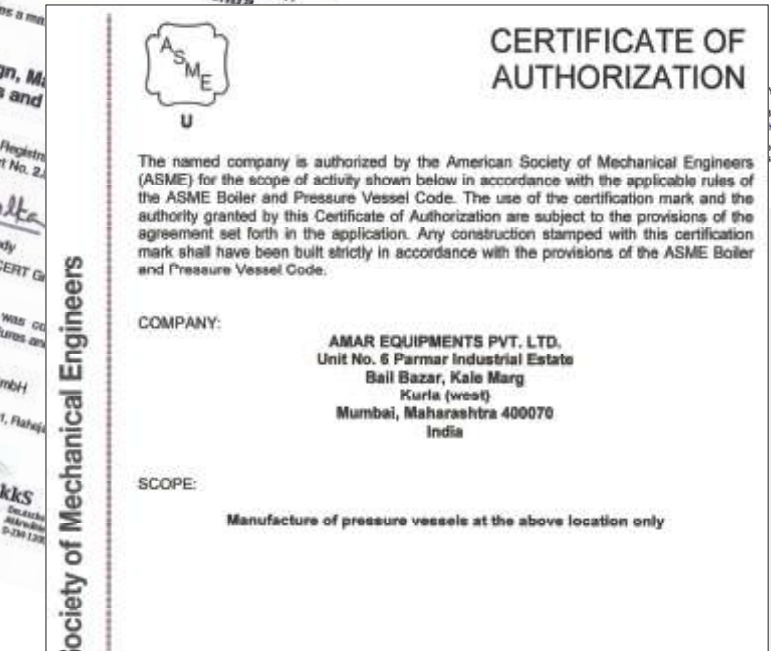 ASME
U
CERTIFICATE OF
AUTHORIZATION
The named company is authorized by the American Society of Mechanical Engineers
(ASME) for the scope of activity shown below in accordance with the applicable rules of
the ASME Boiler and Pressure Vessel Code. The use of the certification mark and the
authority granted by this Certificate of Authorization are subject to the provisions of the
agreement set forth in the application. Any construction stamped with this certification
mark shall have been built strictly in accordance with the provisions of the ASME Boiler
and Pressure Vessel Code.
COMPANY:
AMAR EQUIPMENTS PVT. LTD.
Unit No. 6 Parmar Industrial Estate
Bail Bazar, Kale Marg
Kurla (west)
Mumbai, Maharashtra 400070
India
SCOPE:
Manufacture of pressure vessels at the above location only
Society of Mechanical Engineers
s and
was